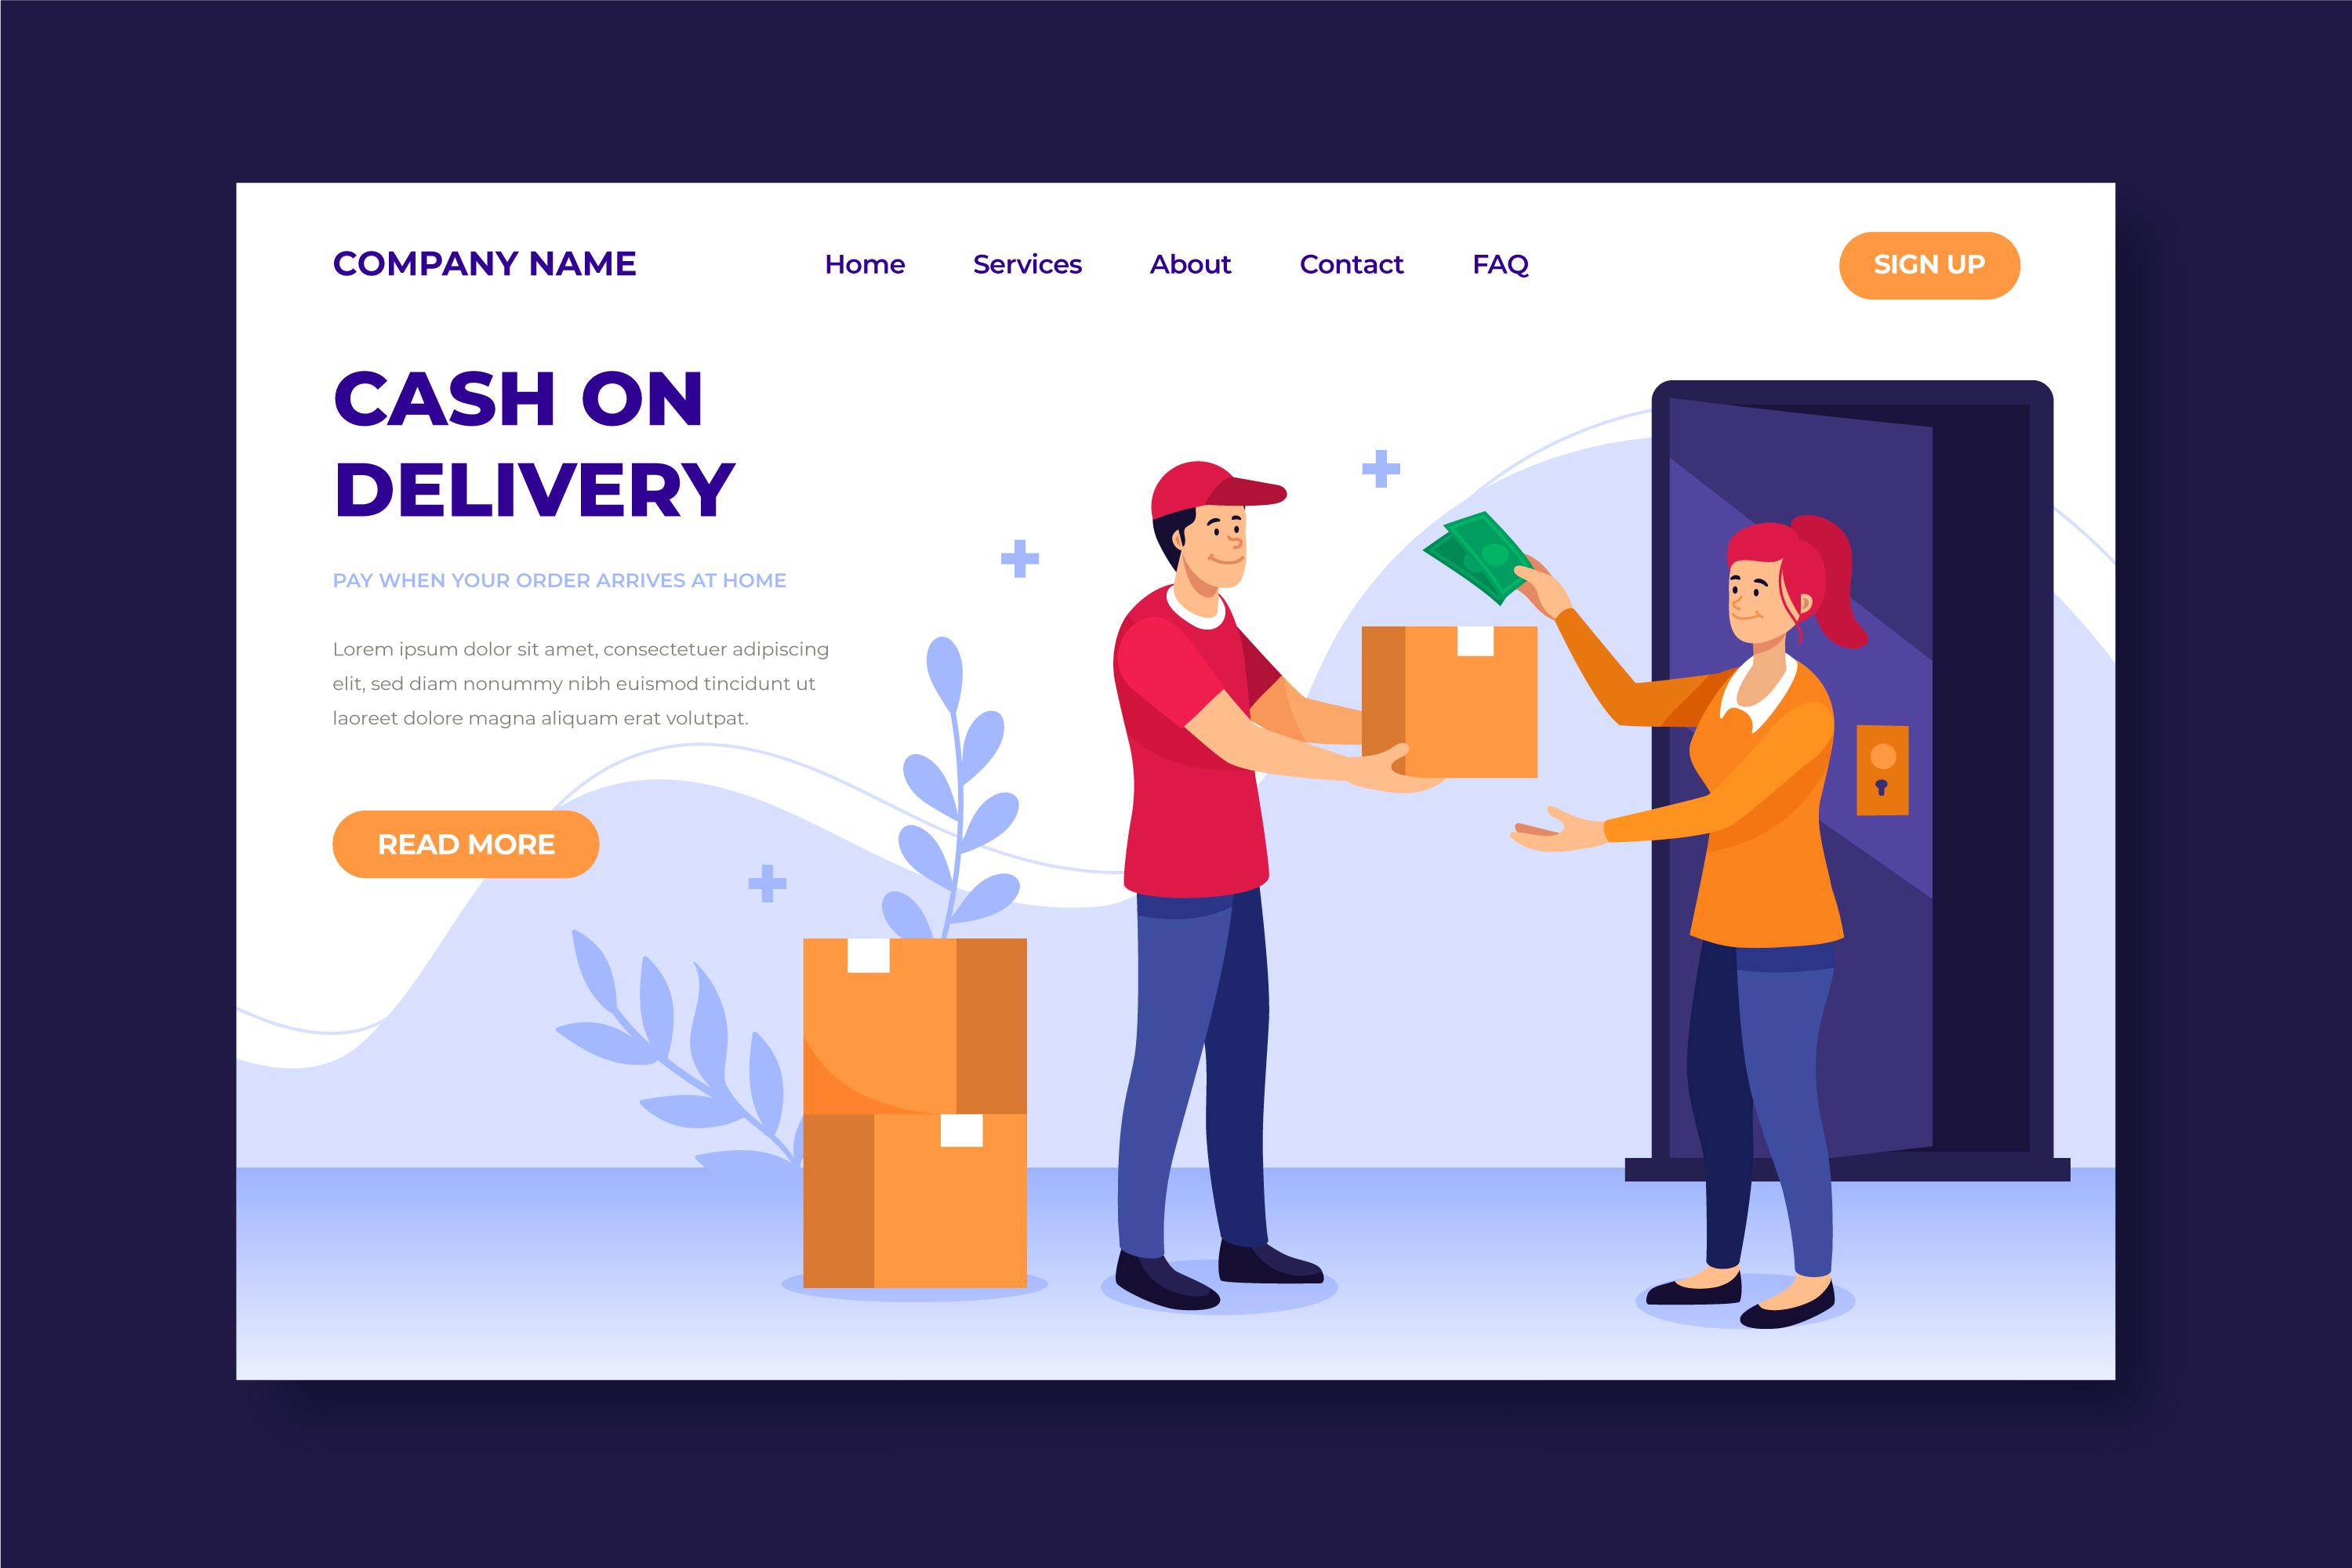 COMPANY NAME
Home
Services
About
Contact
FAQ
SIGN UP
CASH ON
DELIVERY
PAY WHEN YOUR ORDER ARRIVES AT HOME
Lorem ipsum dolor sit amet, consectetuer adipiscing
elit, sed diam nonummy nibh euismod tincidunt ut
laoreet dolore magna aliquam erat volutpat.
READ MORE